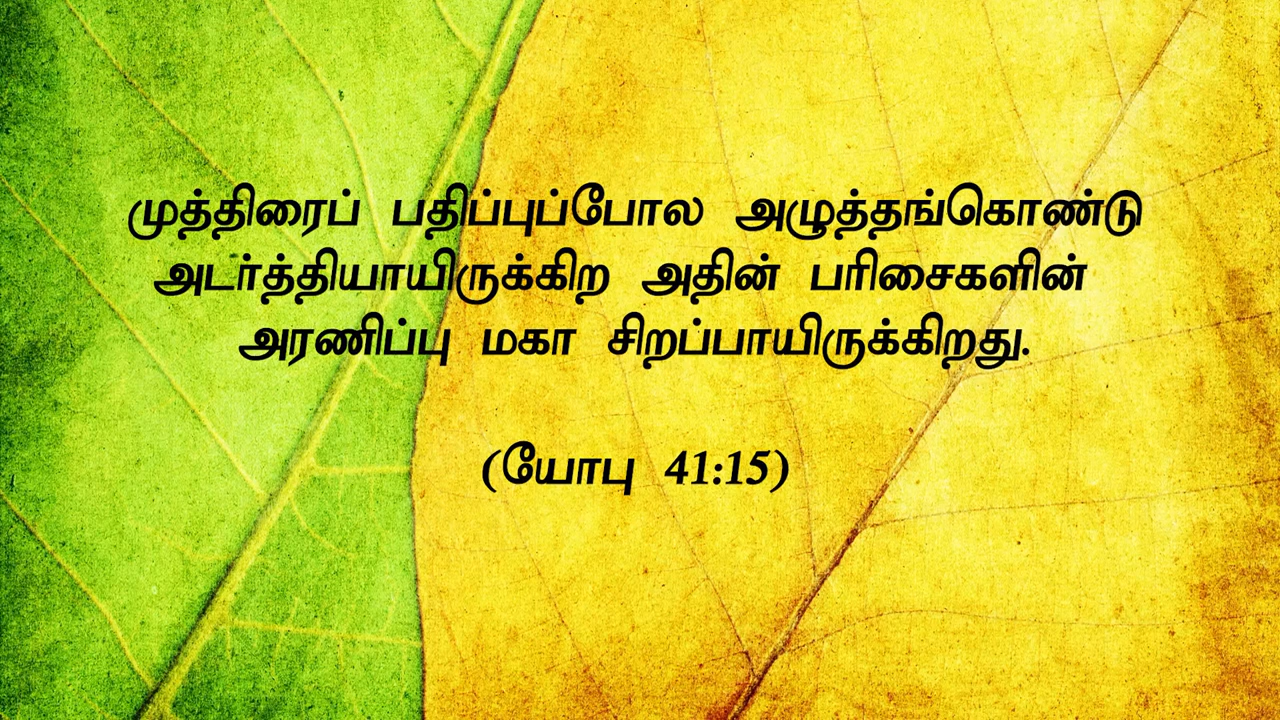 முத்திரைப் பதிப்புப்போல அழுத்தங்கொண்டு
அடர்த்தியாயிருக்கிற அதின் பரிசைகளின்
அரணிப்பு மகா சிறப்பாயிருக்கிறது.
(யோபு 41:15)